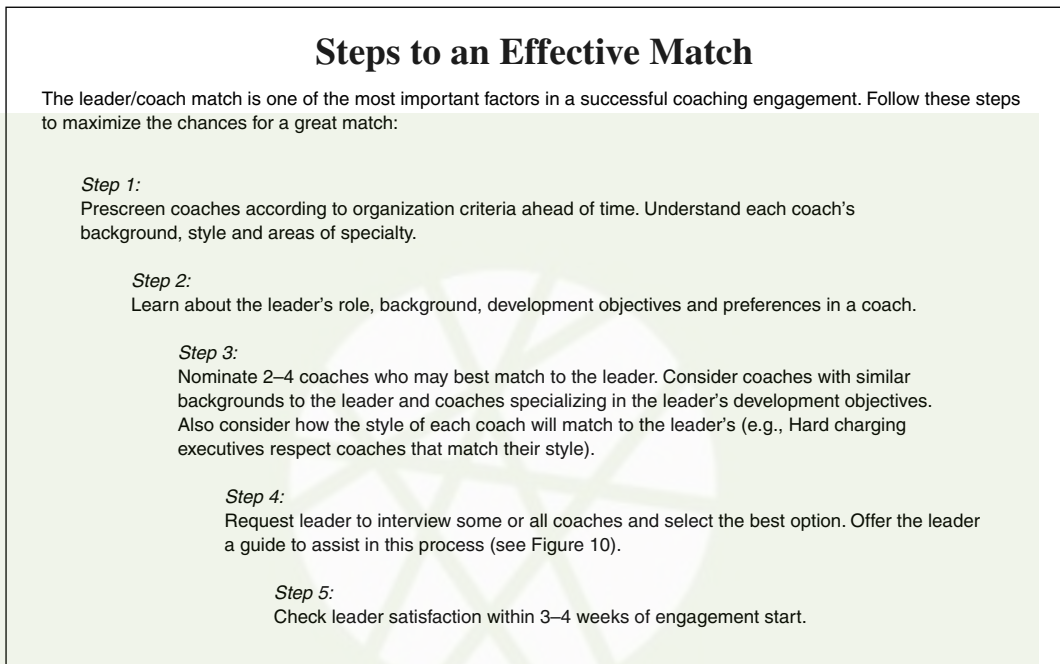 Steps to an Effective Match
The leader/coach match is one of the most important factors in a successful coaching engagement. Follow these steps
to maximize the chances for a great match:
Step 1:
Prescreen coaches according to organization criteria ahead of time. Understand each coach's
background, style and areas of specialty.
Step 2:
Learn about the leader's role, background, development objectives and preferences in a coach.
Step 3:
Nominate 2–4 coaches who may best match to the leader. Consider coaches with similar
backgrounds to the leader and coaches specializing in the leader's development objectives.
Also consider how the style of each coach will match to the leader's (e.g., Hard charging
executives respect coaches that match their style).
Step 4:
Request leader to interview some or all coaches and select the best option. Offer the leader
a guide to assist in this process (see Figure 10).
Step 5:
Check leader satisfaction within 3–4 weeks of engagement start.